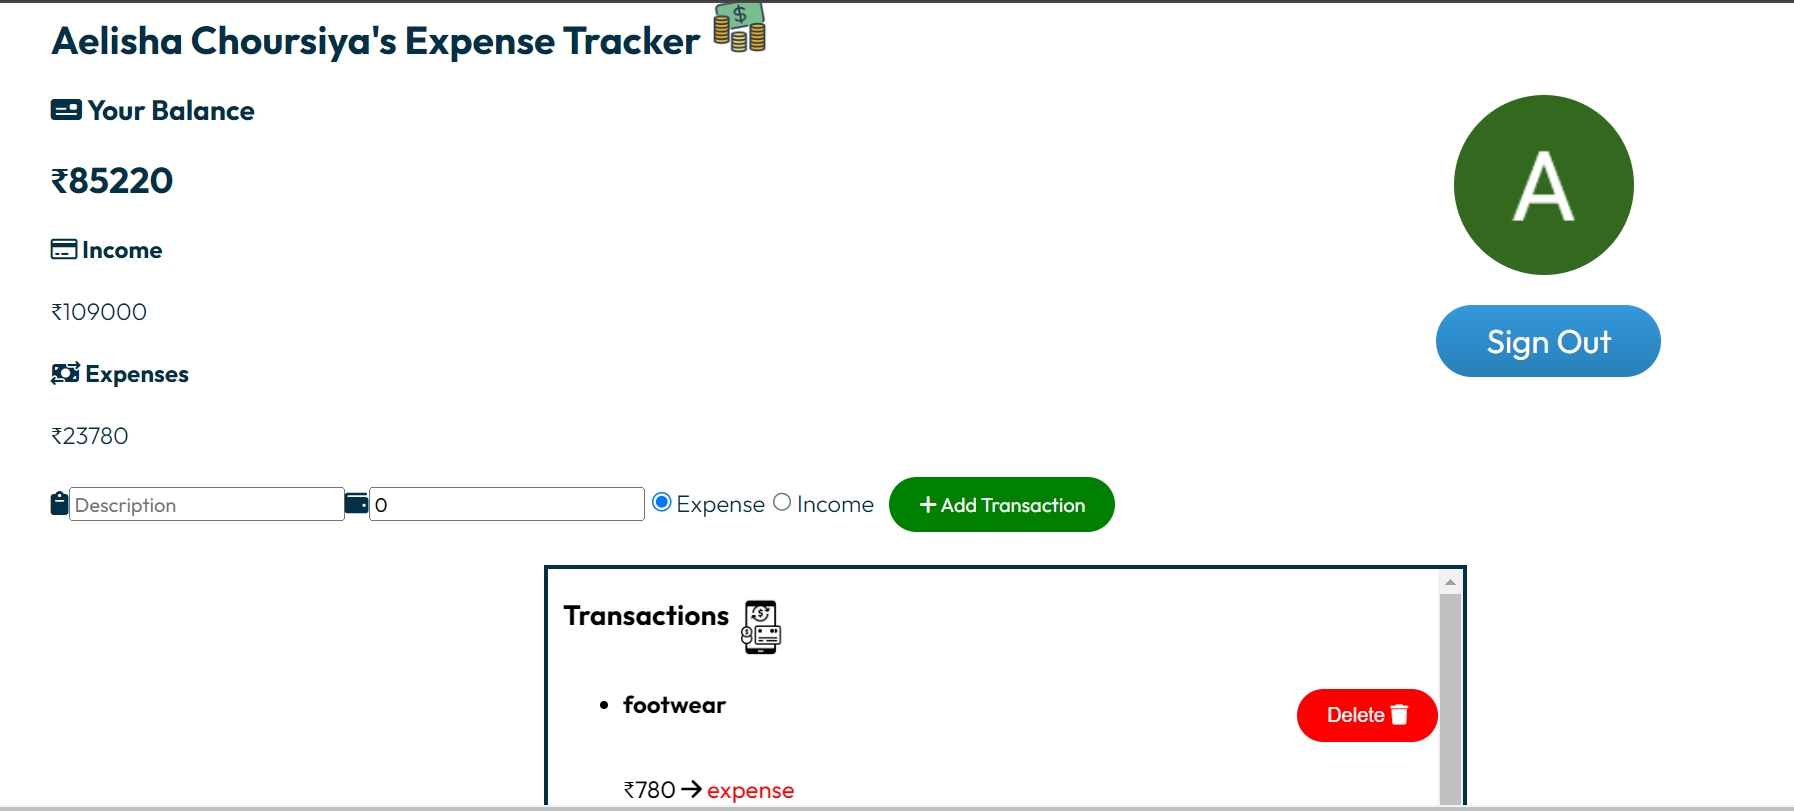 Aelisha Choursiya's Expense Tracker
Your Balance
₹85220
Income
₹109000
Expenses
₹23780
A
Sign Out
Description 0 Expense Income + Add Transaction
Transactions
footwear
Delete
₹780 → expense